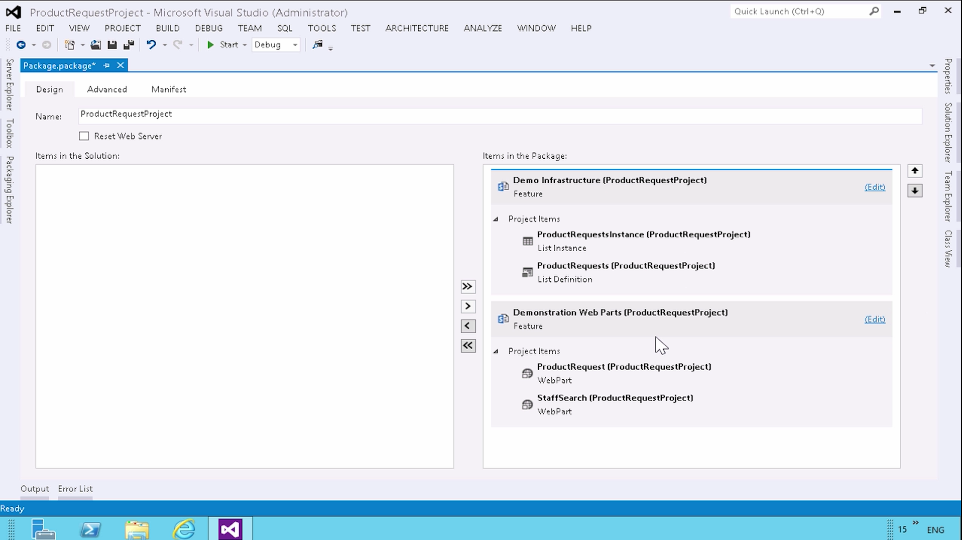 ProductRequestProject - Microsoft Visual Studio (Administrator)
Quick Launch (Ctrl+Q)
FILE EDIT VIEW PROJECT BUILD DEBUG TEAM SQL TOOLS TEST ARCHITECTURE ANALYZE WINDOW HELP
Start Debug
Package.package*
Server Explorer
Toolbox
Packaging Explorer
Design Advanced Manifest
Name: ProductRequestProject
Reset Web Server
Items in the Solution:
Items in the Package:
Demo Infrastructure (ProductRequestProject)
Feature
(Edit)
Project Items
ProductRequestsInstance (ProductRequestProject)
List Instance
ProductRequests (ProductRequestProject)
List Definition
Demonstration Web Parts (ProductRequestProject)
Feature
(Edit)
Project Items
ProductRequest (ProductRequestProject)
WebPart
StaffSearch (ProductRequestProject)
WebPart
Properties
Solution Explorer
Team Explorer
Class View
Output Error List
Ready
15 ENG